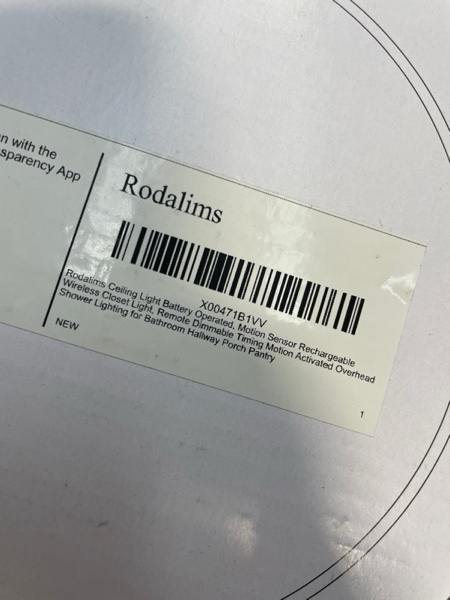 n with the
sparency App
Rodalims
X00471B1VV
Rodalims Ceiling Light Battery Operated, Motion Sensor Rechargeable
Wireless Closet Light, Remote Dimmable Timing Motion Activated Overhead
Shower Lighting for Bathroom Hallway Porch Pantry
NEW
1